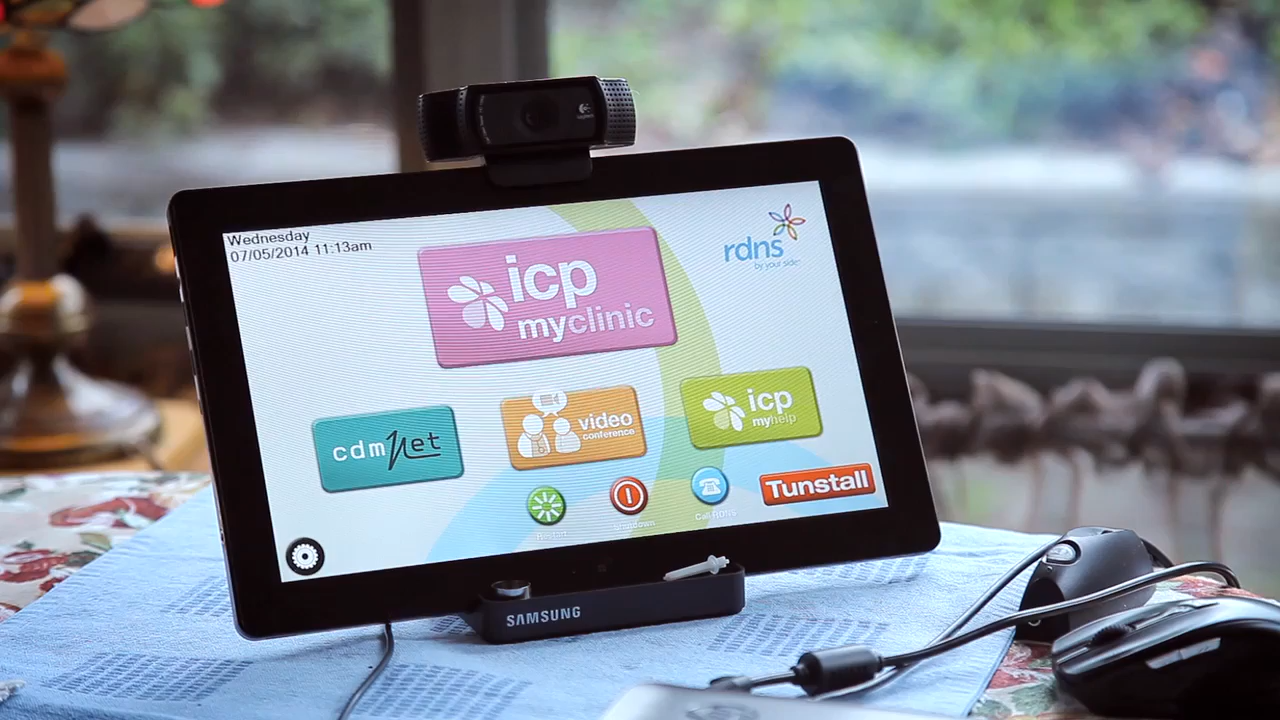 Wednesday
07/05/2014 11:13am
rdns
by your side
icp
myclinic
cdmNet
video
conference
icp
myhelp
Tunstall
Restart
Shutdown
Call RDNS
SAMSUNG